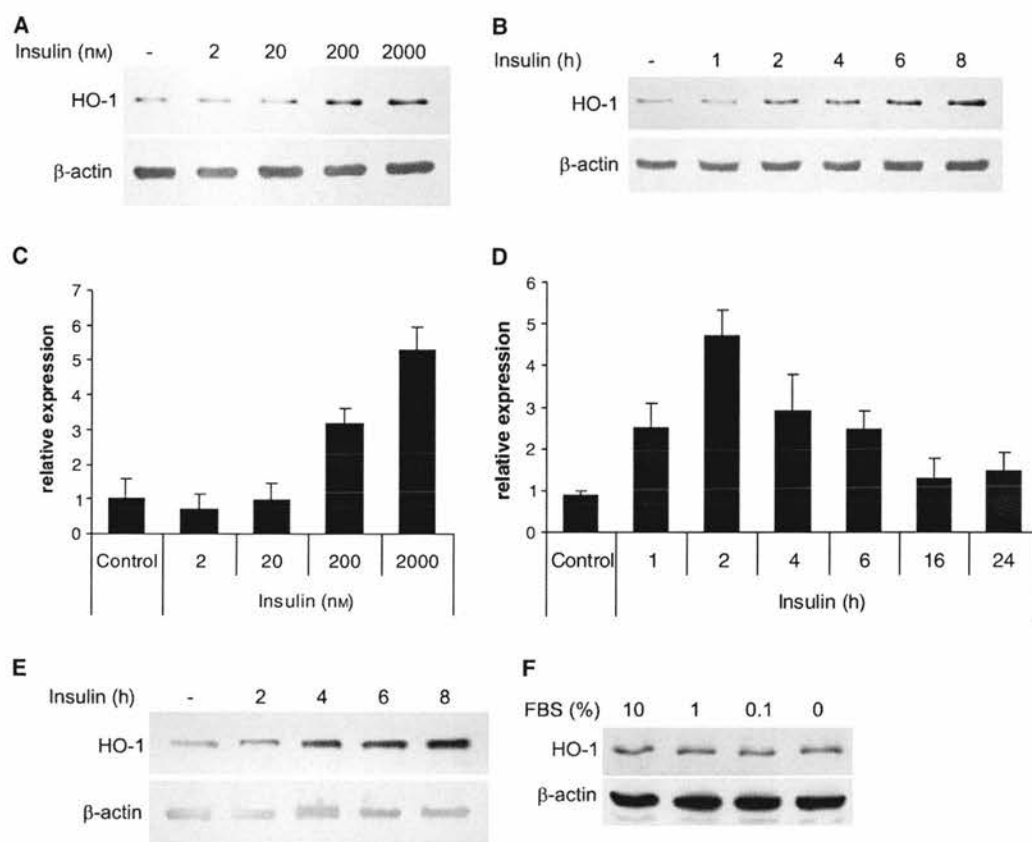 A
Insulin (nM) - 2 20 200 2000
HO-1
β-actin
B
Insulin (h) - 1 2 4 6 8
HO-1
β-actin
C
relative expression
7
6
5
4
3
2
1
0
Control 2 20 200 2000
Insulin (nM)
D
relative expression
6
5
4
3
2
1
0
Control 1 2 4 6 16 24
Insulin (h)
E
Insulin (h) - 2 4 6 8
HO-1
β-actin
F
FBS (%) 10 1 0.1 0
HO-1
β-actin